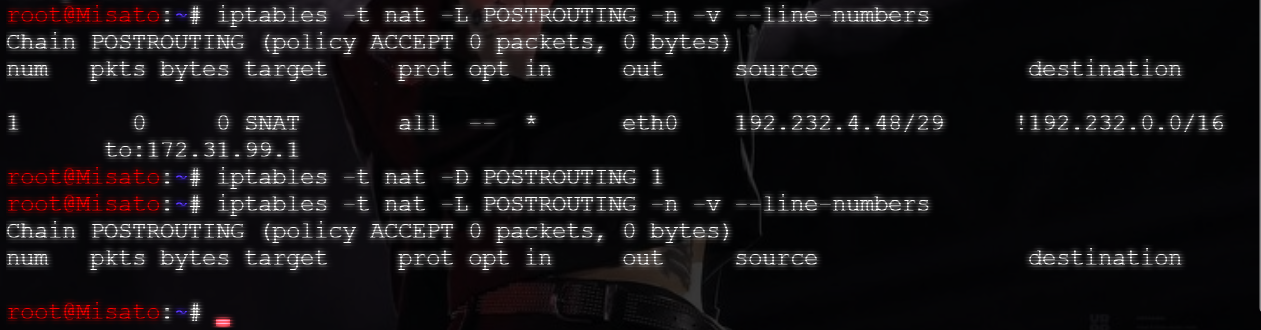 root@Misato:~# iptables -t nat -L POSTROUTING -n -v --line-numbers
Chain POSTROUTING (policy ACCEPT 0 packets, 0 bytes)
num   pkts bytes target     prot opt in     out     source               destination
1        0     0 SNAT       all  --  *      eth0    192.232.4.48/29     !192.232.0.0/16
       to:172.31.99.1
root@Misato:~# iptables -t nat -D POSTROUTING 1
root@Misato:~# iptables -t nat -L POSTROUTING -n -v --line-numbers
Chain POSTROUTING (policy ACCEPT 0 packets, 0 bytes)
num   pkts bytes target     prot opt in     out     source               destination
root@Misato:~#